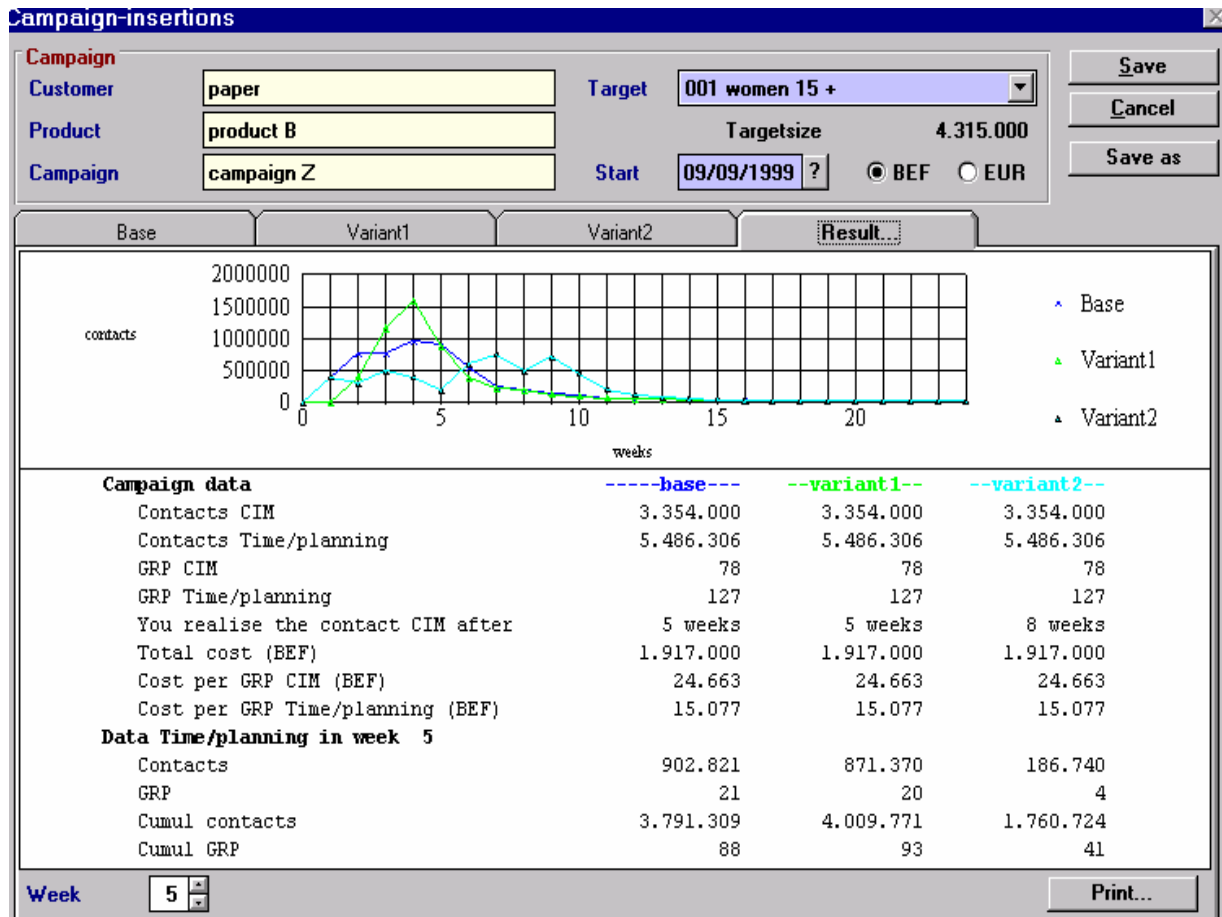 Campaign-insertions
Campaign
Customer paper Target 001 women 15 + Save
Product product B Targetsize 4.315.000 Cancel
Campaign campaign Z Start 09/09/1999 ? BEF EUR Save as
Base Variant1 Variant2 Result...
2000000
1500000
1000000
500000
0
contacts
0 5 10 15 20
weeks
Base
Variant1
Variant2
Campaign data -----base--- --variant1-- --variant2--
Contacts CIM 3.354.000 3.354.000 3.354.000
Contacts Time/planning 5.486.306 5.486.306 5.486.306
GRP CIM 78 78 78
GRP Time/planning 127 127 127
You realise the contact CIM after 5 weeks 5 weeks 8 weeks
Total cost (BEF) 1.917.000 1.917.000 1.917.000
Cost per GRP CIM (BEF) 24.663 24.663 24.663
Cost per GRP Time/planning (BEF) 15.077 15.077 15.077
Data Time/planning in week 5
Contacts 902.821 871.370 186.740
GRP 21 20 4
Cumul contacts 3.791.309 4.009.771 1.760.724
Cumul GRP 88 93 41
Week 5 Print...